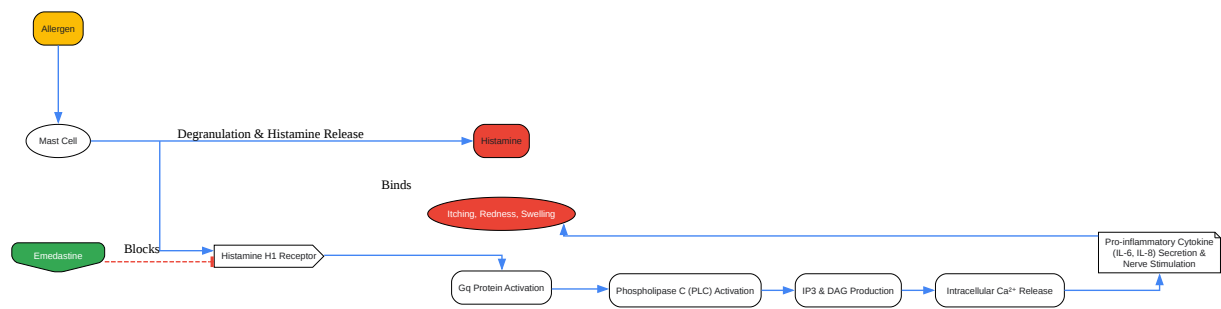 Allergen
Mast Cell
Degranulation & Histamine Release
Histamine
Binds
Itching, Redness, Swelling
Emedastine
Blocks
Histamine H1 Receptor
Gq Protein Activation
Phospholipase C (PLC) Activation
IP3 & DAG Production
Intracellular Ca²⁺ Release
Pro-inflammatory Cytokine
(IL-6, IL-8) Secretion &
Nerve Stimulation